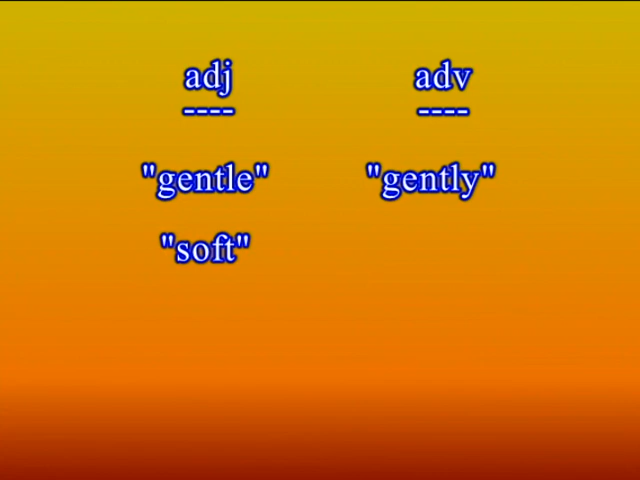 adj adv
---- ----
"gentle" "gently"
"soft"